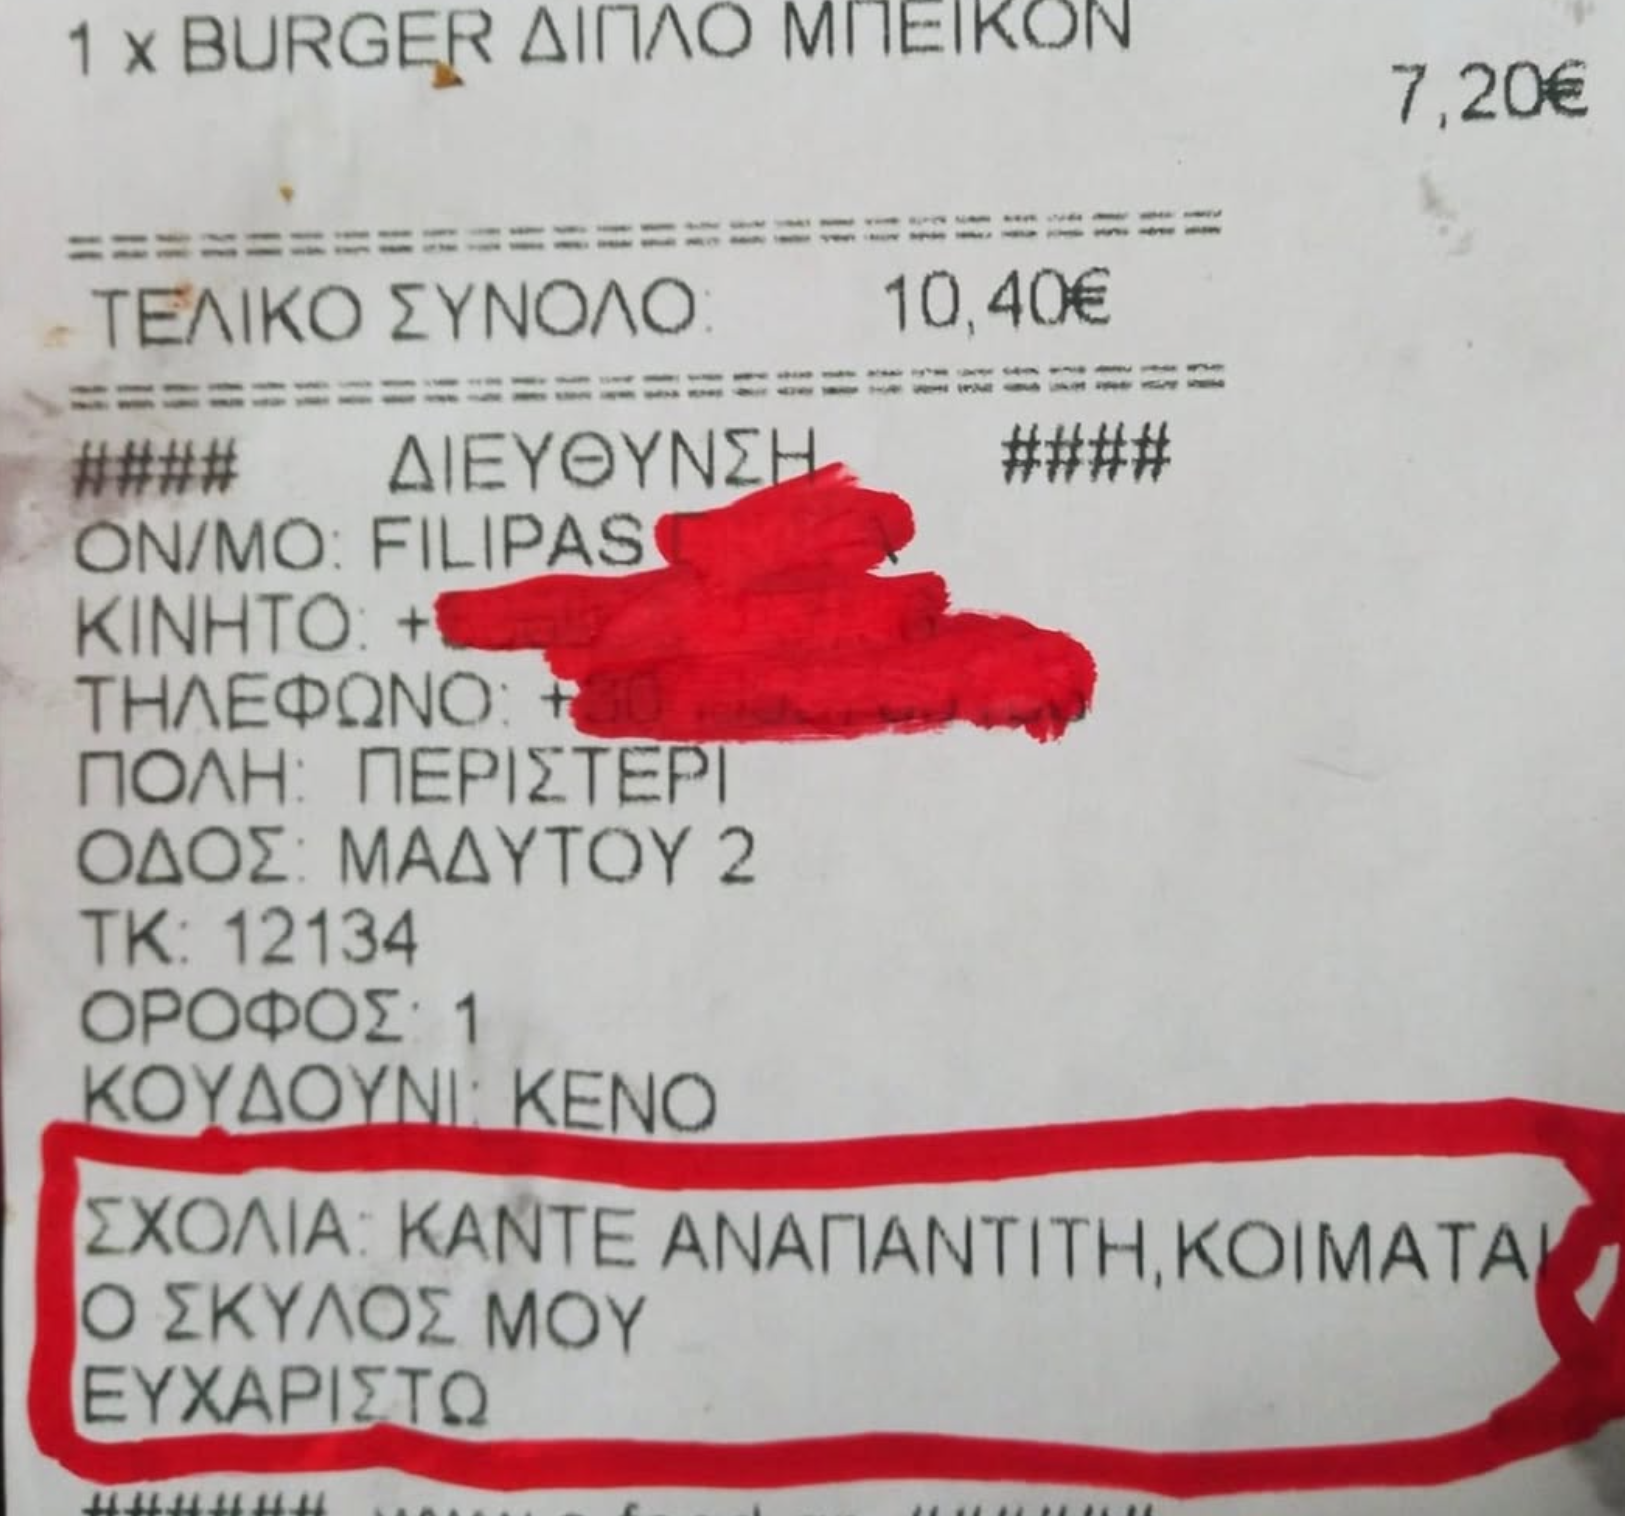 1 x BURGER ΔΙΠΛΟ ΜΠΕΙΚΟΝ
7,20€
ΤΕΛΙΚΟ ΣΥΝΟΛΟ: 10,40€
#### ΔΙΕΥΘΥΝΣΗ ####
ΟΝ/ΜΟ: FILIPAS
ΚΙΝΗΤΟ: +
ΤΗΛΕΦΩΝΟ: +30
ΠΟΛΗ: ΠΕΡΙΣΤΕΡΙ
ΟΔΟΣ: ΜΑΔΥΤΟΥ 2
ΤΚ: 12134
ΟΡΟΦΟΣ: 1
ΚΟΥΔΟΥΝΙ: ΚΕΝΟ
ΣΧΟΛΙΑ: ΚΑΝΤΕ ΑΝΑΠΑΝΤΙΤΗ,ΚΟΙΜΑΤΑΙ
Ο ΣΚΥΛΟΣ ΜΟΥ
ΕΥΧΑΡΙΣΤΩ